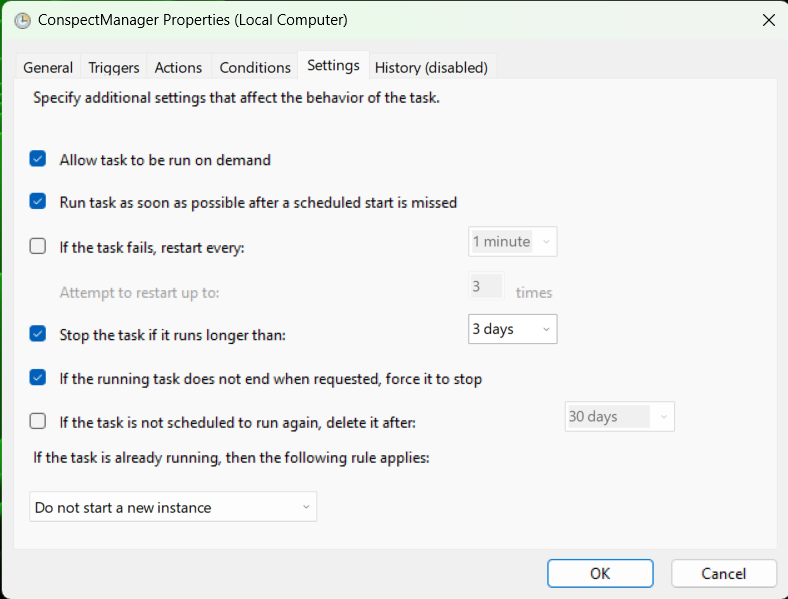 ConspectManager Properties (Local Computer)
General Triggers Actions Conditions Settings History (disabled)
Specify additional settings that affect the behavior of the task.
Allow task to be run on demand
Run task as soon as possible after a scheduled start is missed
If the task fails, restart every: 1 minute
Attempt to restart up to: 3 times
Stop the task if it runs longer than: 3 days
If the running task does not end when requested, force it to stop
If the task is not scheduled to run again, delete it after: 30 days
If the task is already running, then the following rule applies:
Do not start a new instance
OK Cancel